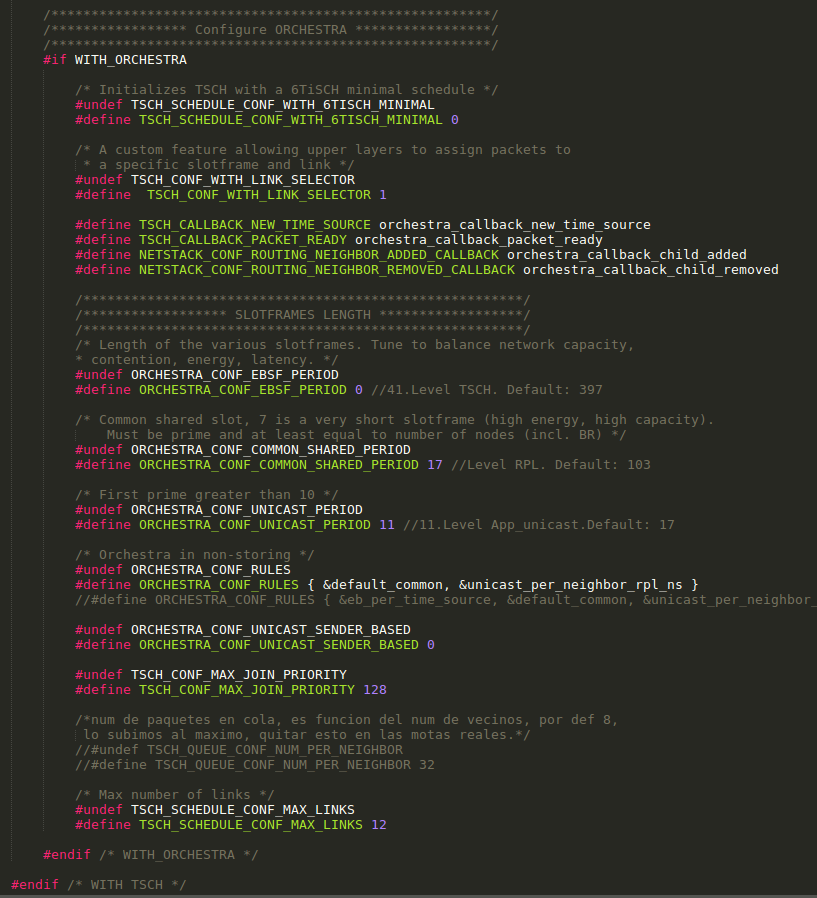 /*******************************************************/
/***************** Configure ORCHESTRA *****************/
/*******************************************************/
#if WITH_ORCHESTRA
/* Initializes TSCH with a 6TiSCH minimal schedule */
#undef TSCH_SCHEDULE_CONF_WITH_6TISCH_MINIMAL
#define TSCH_SCHEDULE_CONF_WITH_6TISCH_MINIMAL 0
/* A custom feature allowing upper layers to assign packets to
* a specific slotframe and link */
#undef TSCH_CONF_WITH_LINK_SELECTOR
#define  TSCH_CONF_WITH_LINK_SELECTOR 1
#define TSCH_CALLBACK_NEW_TIME_SOURCE orchestra_callback_new_time_source
#define TSCH_CALLBACK_PACKET_READY orchestra_callback_packet_ready
#define NETSTACK_CONF_ROUTING_NEIGHBOR_ADDED_CALLBACK orchestra_callback_child_added
#define NETSTACK_CONF_ROUTING_NEIGHBOR_REMOVED_CALLBACK orchestra_callback_child_removed
/*******************************************************/
/****************** SLOTFRAMES LENGTH ******************/
/*******************************************************/
/* Length of the various slotframes. Tune to balance network capacity,
* contention, energy, latency. */
#undef ORCHESTRA_CONF_EBSF_PERIOD
#define ORCHESTRA_CONF_EBSF_PERIOD 0 //41.Level TSCH. Default: 397
/* Common shared slot, 7 is a very short slotframe (high energy, high capacity).
Must be prime and at least equal to number of nodes (incl. BR) */
#undef ORCHESTRA_CONF_COMMON_SHARED_PERIOD
#define ORCHESTRA_CONF_COMMON_SHARED_PERIOD 17 //Level RPL. Default: 103
/* First prime greater than 10 */
#undef ORCHESTRA_CONF_UNICAST_PERIOD
#define ORCHESTRA_CONF_UNICAST_PERIOD 11 //11.Level App_unicast.Default: 17
/* Orchestra in non-storing */
#undef ORCHESTRA_CONF_RULES
#define ORCHESTRA_CONF_RULES { &default_common, &unicast_per_neighbor_rpl_ns }
//#define ORCHESTRA_CONF_RULES { &eb_per_time_source, &default_common, &unicast_per_neighbor_
#undef ORCHESTRA_CONF_UNICAST_SENDER_BASED
#define ORCHESTRA_CONF_UNICAST_SENDER_BASED 0
#undef TSCH_CONF_MAX_JOIN_PRIORITY
#define TSCH_CONF_MAX_JOIN_PRIORITY 128
/*num de paquetes en cola, es funcion del num de vecinos, por def 8,
lo subimos al maximo, quitar esto en las motas reales.*/
//#undef TSCH_QUEUE_CONF_NUM_PER_NEIGHBOR
//#define TSCH_QUEUE_CONF_NUM_PER_NEIGHBOR 32
/* Max number of links */
#undef TSCH_SCHEDULE_CONF_MAX_LINKS
#define TSCH_SCHEDULE_CONF_MAX_LINKS 12
#endif /* WITH_ORCHESTRA */
#endif /* WITH TSCH */